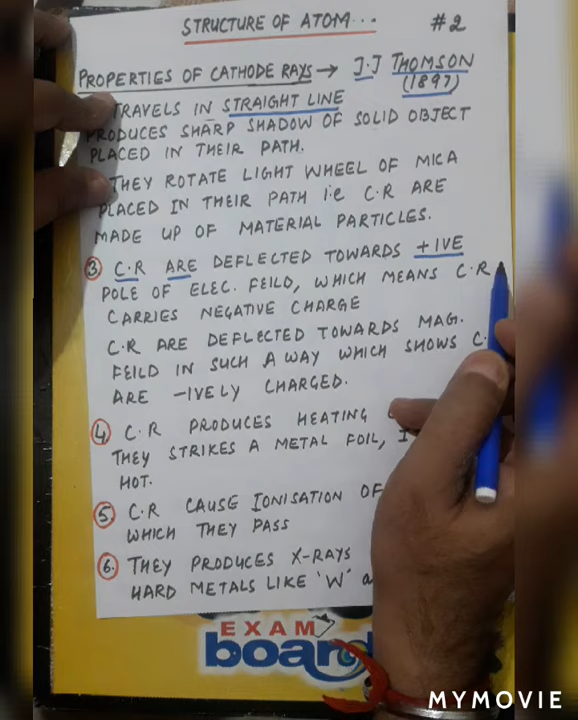 STRUCTURE OF ATOM... #2
PROPERTIES OF CATHODE RAYS → J.J THOMSON
(1897)
TRAVELS IN STRAIGHT LINE
PRODUCES SHARP SHADOW OF SOLID OBJECT
PLACED IN THEIR PATH.
THEY ROTATE LIGHT WHEEL OF MICA
PLACED IN THEIR PATH i.e C.R ARE
MADE UP OF MATERIAL PARTICLES.
③ C.R ARE DEFLECTED TOWARDS +IVE
POLE OF ELEC. FEILD, WHICH MEANS C.R
CARRIES NEGATIVE CHARGE
C.R ARE DEFLECTED TOWARDS MAG.
FEILD IN SUCH A WAY WHICH SHOWS C.
ARE -IVELY CHARGED.
④ C.R PRODUCES HEATING
THEY STRIKES A METAL FOIL,
HOT.
⑤ C.R CAUSE IONISATION OF
WHICH THEY PASS
⑥ THEY PRODUCES X-RAYS
HARD METALS LIKE 'W'
EXAM
board
MYMOVIE